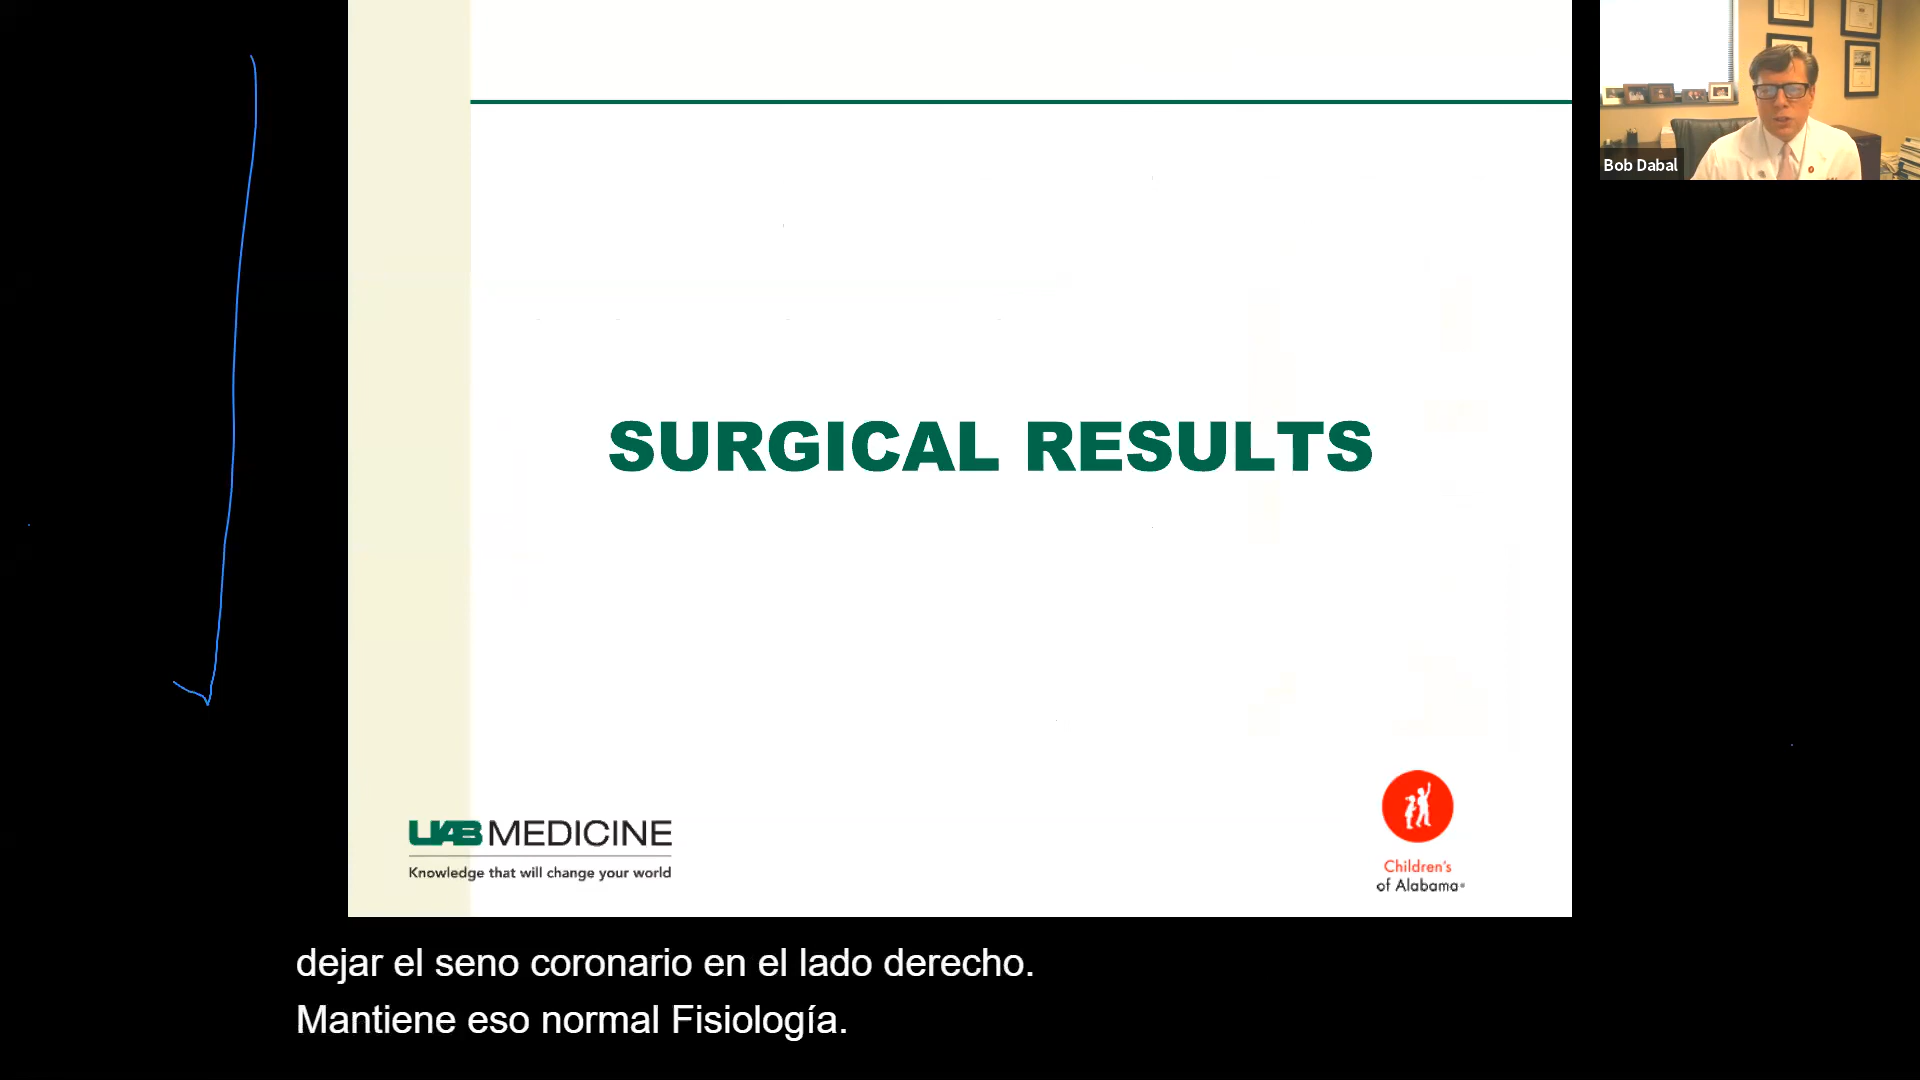 Bob Dabal
SURGICAL RESULTS
UAB MEDICINE
Knowledge that will change your world
Children's
of Alabama®
dejar el seno coronario en el lado derecho.
Mantiene eso normal Fisiología.